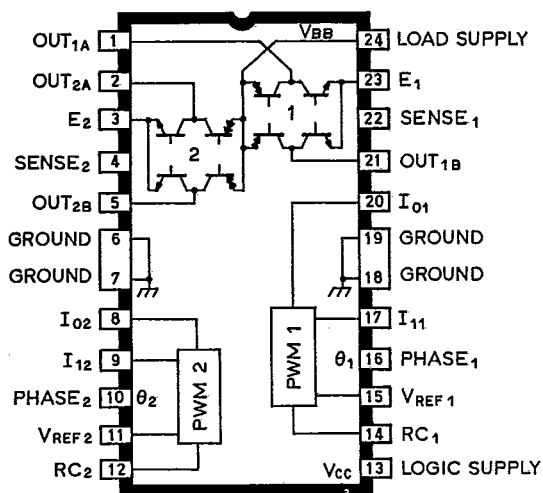 OUT1A 1 VBB 24 LOAD SUPPLY
OUT2A 2 23 E1
E2 3 1 22 SENSE1
SENSE2 4 2 21 OUT1B
OUT2B 5 20 I01
GROUND 6 19 GROUND
GROUND 7 18 GROUND
I02 8 17 I11
I12 9 PWM 2 PWM 1 θ1 16 PHASE1
PHASE2 10 θ2 15 VREF1
VREF2 11 14 RC1
RC2 12 VCC 13 LOGIC SUPPLY